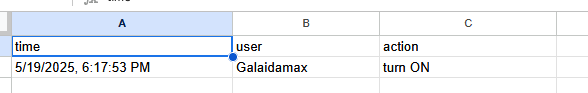 A B C
time user action
5/19/2025, 6:17:53 PM Galaidamax turn ON